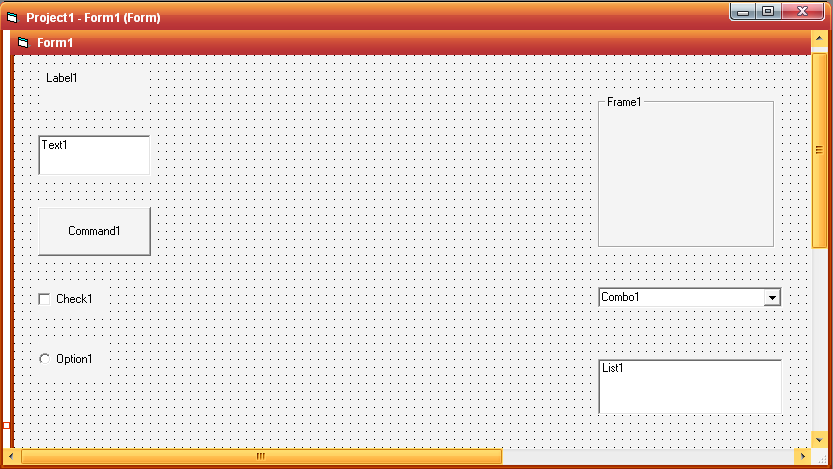 Project1 - Form1 (Form)
Form1
Label1
Frame1
Text1
Command1
Check1
Combo1
Option1
List1